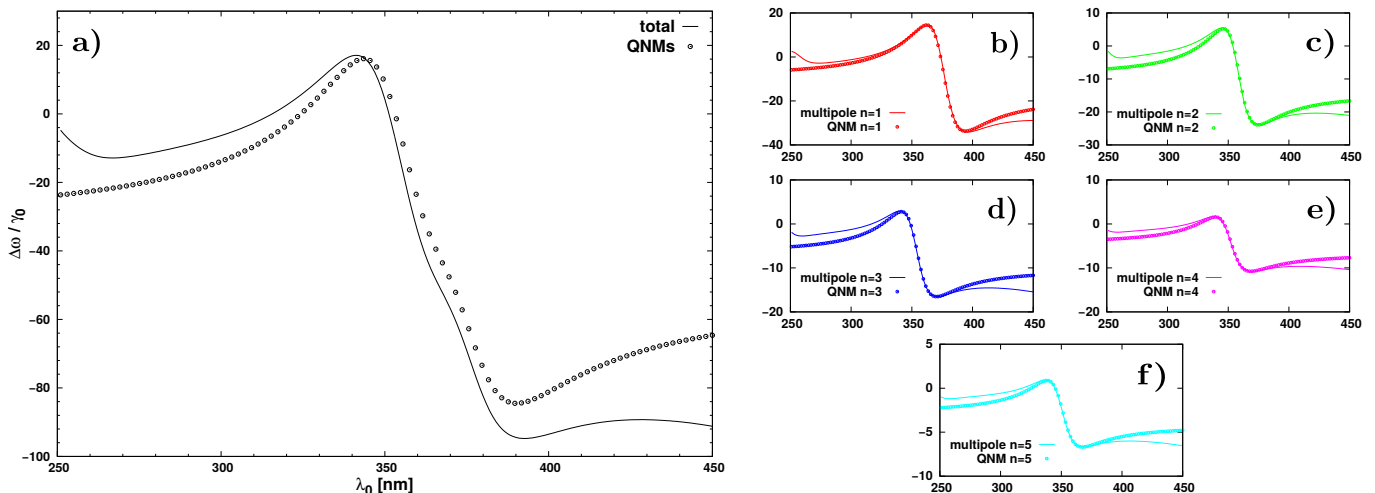 a)
total
QNMs
20
0
−20
−40
−60
−80
−100
Δω / γ0
250 300 350 400 450
λ0 [nm]
b)
20
0
−20
−40
multipole n=1
QNM n=1
250 300 350 400 450
c)
10
0
−10
−20
−30
multipole n=2
QNM n=2
250 300 350 400 450
d)
10
0
−10
−20
multipole n=3
QNM n=3
250 300 350 400 450
e)
10
0
−10
−20
multipole n=4
QNM n=4
250 300 350 400 450
f)
5
0
−5
−10
multipole n=5
QNM n=5
250 300 350 400 450